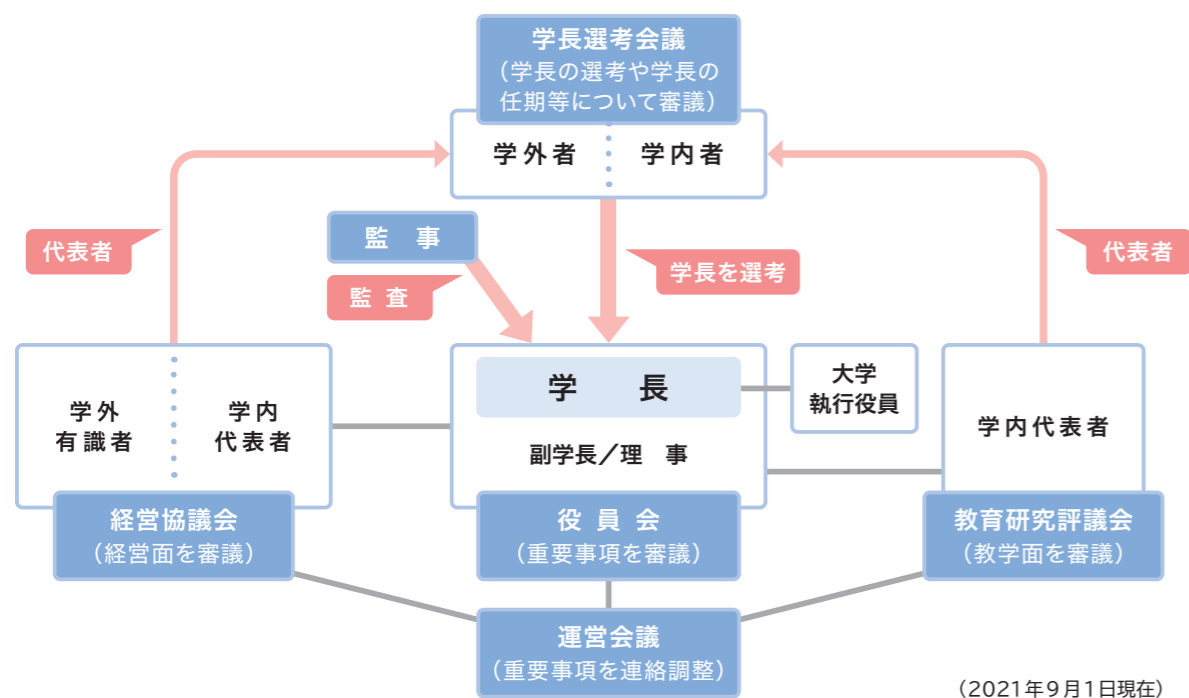 学長選考会議
（学長の選考や学長の
任期等について審議）
学外者
学内者
代表者
監　事
監　査
学長を選考
代表者
学外
有識者
学内
代表者
学　　長
副学長／理　事
大学
執行役員
学内代表者
経営協議会
（経営面を審議）
役員会
（重要事項を審議）
教育研究評議会
（教学面を審議）
運営会議
（重要事項を連絡調整）
（2021年9月1日現在）